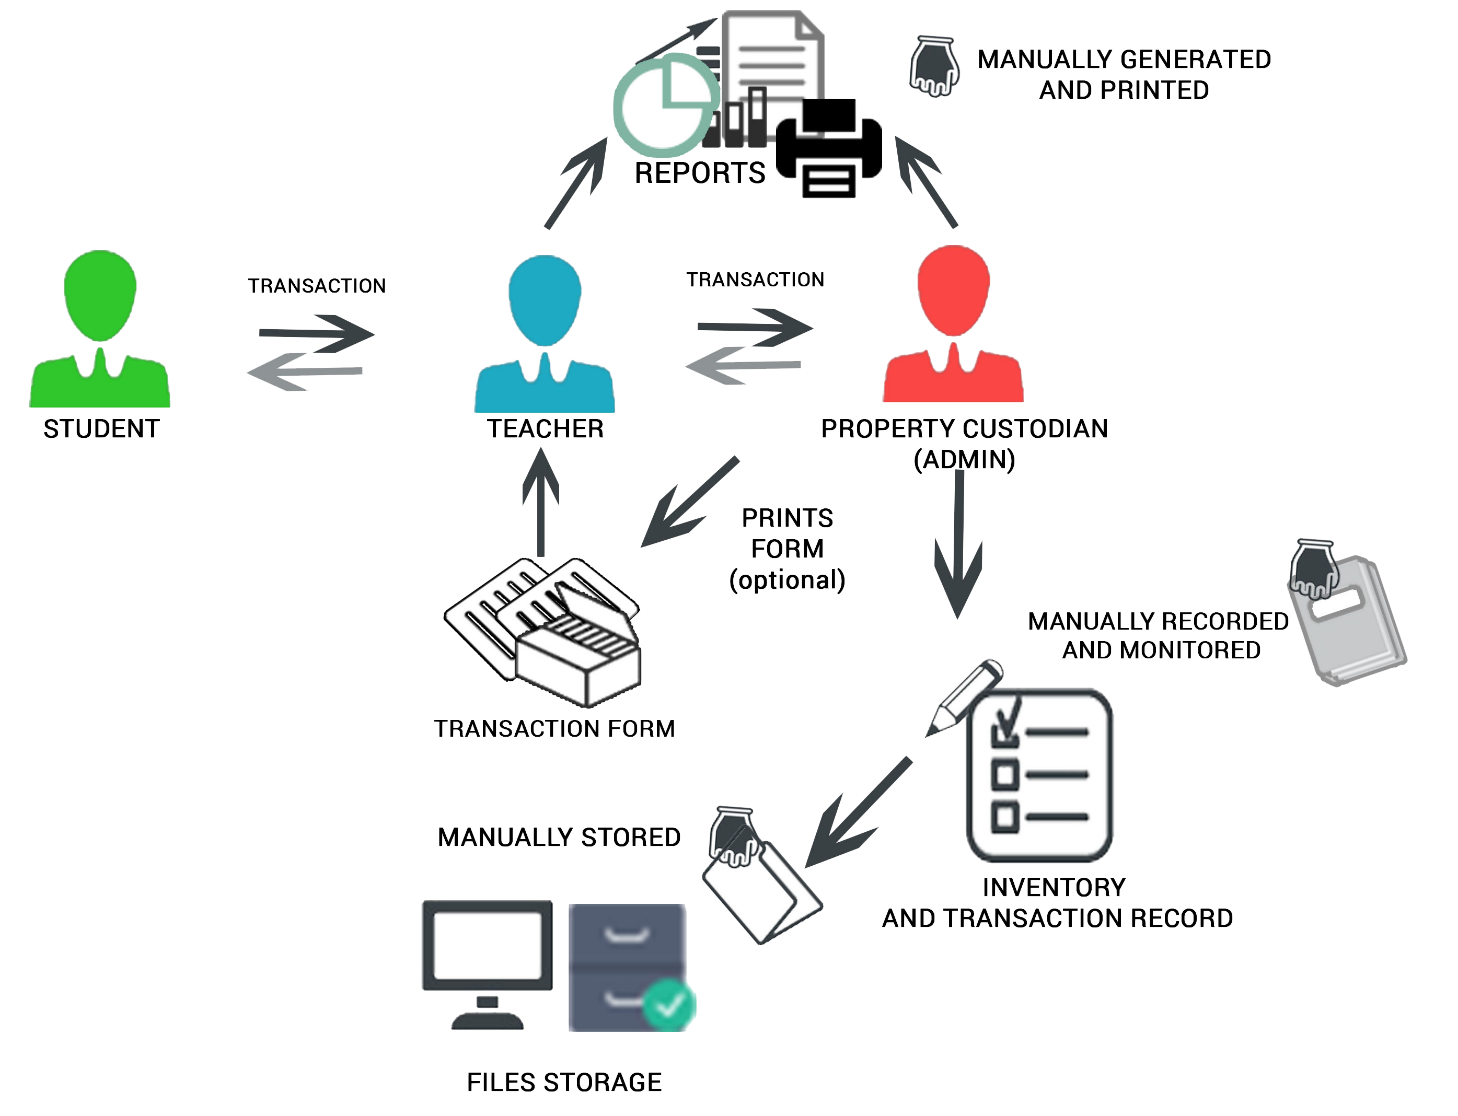 MANUALLY GENERATED
AND PRINTED
REPORTS
TRANSACTION
TRANSACTION
STUDENT
TEACHER
PROPERTY CUSTODIAN
(ADMIN)
PRINTS
FORM
(optional)
MANUALLY RECORDED
AND MONITORED
TRANSACTION FORM
MANUALLY STORED
INVENTORY
AND TRANSACTION RECORD
FILES STORAGE